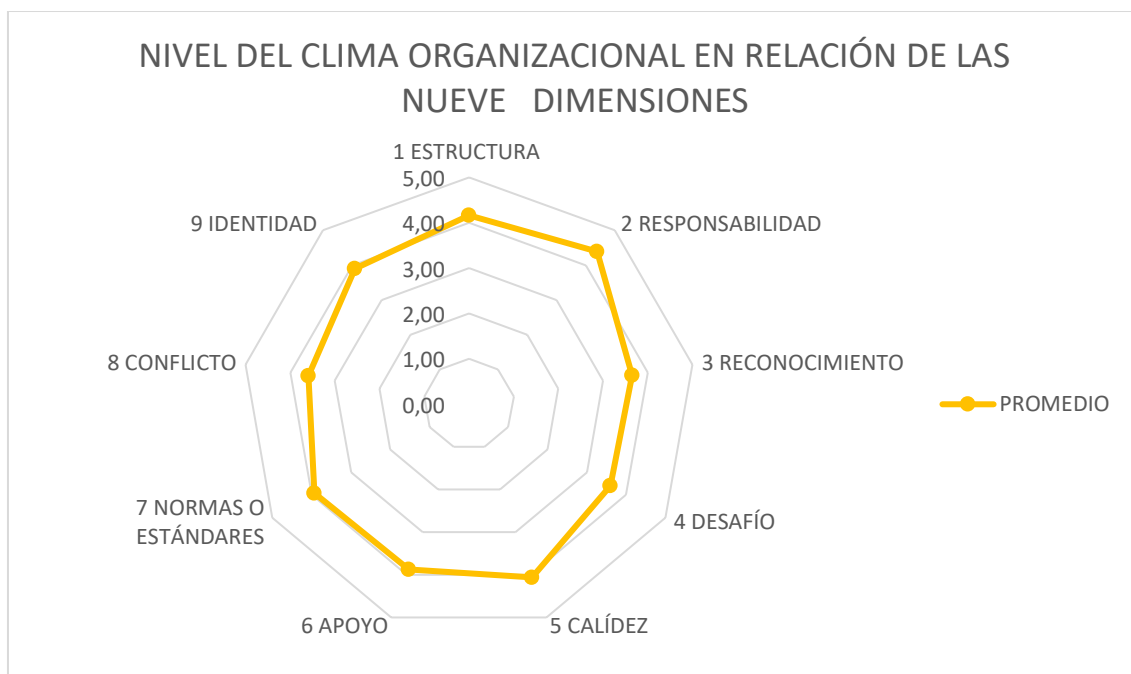 NIVEL DEL CLIMA ORGANIZACIONAL EN RELACIÓN DE LAS
NUEVE DIMENSIONES
1 ESTRUCTURA
2 RESPONSABILIDAD
3 RECONOCIMIENTO
4 DESAFÍO
5 CALÍDEZ
6 APOYO
7 NORMAS O
ESTÁNDARES
8 CONFLICTO
9 IDENTIDAD
5,00
4,00
3,00
2,00
1,00
0,00
PROMEDIO